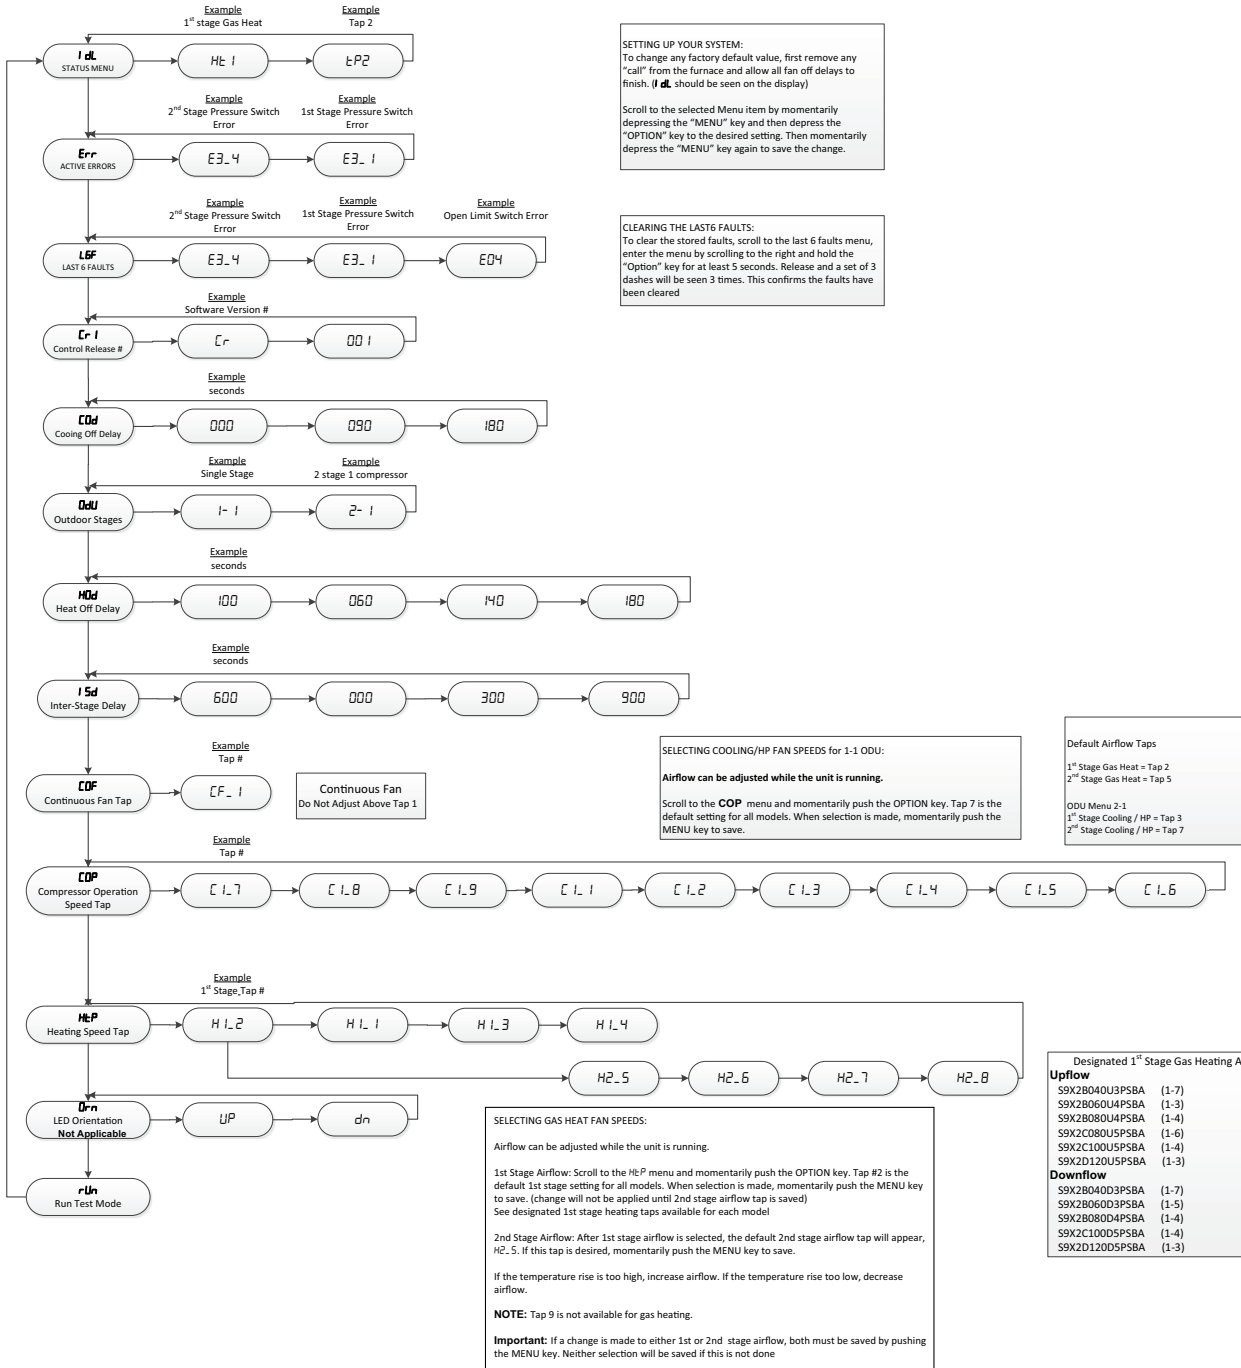 Example
1st stage Gas Heat
Example
Tap 2
IdL
STATUS MENU
Ht 1
tP2
Example
2nd Stage Pressure Switch
Error
Example
1st Stage Pressure Switch
Error
Err
ACTIVE ERRORS
E3_4
E3_1
Example
2nd Stage Pressure Switch
Error
Example
1st Stage Pressure Switch
Error
Example
Open Limit Switch Error
L6F
LAST 6 FAULTS
E3_4
E3_1
E04
Example
Software Version #
Cr1
Control Release #
Cr
001
Example
seconds
C0d
Cooing Off Delay
000
090
180
Example
Single Stage
Example
2 stage 1 compressor
0dU
Outdoor Stages
1-1
2-1
Example
seconds
H0d
Heat Off Delay
100
060
140
180
Example
seconds
ISd
Inter-Stage Delay
600
000
300
900
Example
Tap #
C0F
Continuous Fan Tap
CF_1
Continuous Fan
Do Not Adjust Above Tap 1
Example
Tap #
C0P
Compressor Operation
Speed Tap
C1_7
C1_8
C1_9
C1_1
C1_2
C1_3
C1_4
C1_5
C1_6
Example
1st Stage Tap #
HtP
Heating Speed Tap
H1_2
H1_1
H1_3
H1_4
H2_5
H2_6
H2_7
H2_8
0rn
LED Orientation
Not Applicable
UP
dn
rUn
Run Test Mode
SETTING UP YOUR SYSTEM:
To change any factory default value, first remove any
“call” from the furnace and allow all fan off delays to
finish. (IdL should be seen on the display)
Scroll to the selected Menu item by momentarily
depressing the “MENU” key and then depress the
“OPTION” key to the desired setting. Then momentarily
depress the “MENU” key again to save the change.
CLEARING THE LAST6 FAULTS:
To clear the stored faults, scroll to the last 6 faults menu,
enter the menu by scrolling to the right and hold the
“Option” key for at least 5 seconds. Release and a set of 3
dashes will be seen 3 times. This confirms the faults have
been cleared
SELECTING COOLING/HP FAN SPEEDS for 1-1 ODU:
Airflow can be adjusted while the unit is running.
Scroll to the COP menu and momentarily push the OPTION key. Tap 7 is the
default setting for all models. When selection is made, momentarily push the
MENU key to save.
Default Airflow Taps
1st Stage Gas Heat = Tap 2
2nd Stage Gas Heat = Tap 5
ODU Menu 2-1
1st Stage Cooling / HP = Tap 3
2nd Stage Cooling / HP = Tap 7
SELECTING GAS HEAT FAN SPEEDS:
Airflow can be adjusted while the unit is running.
1st Stage Airflow: Scroll to the HtP menu and momentarily push the OPTION key. Tap #2 is the
default 1st stage setting for all models. When selection is made, momentarily push the MENU key
to save. (change will not be applied until 2nd stage airflow tap is saved)
See designated 1st stage heating taps available for each model
2nd Stage Airflow: After 1st stage airflow is selected, the default 2nd stage airflow tap will appear,
H2_5. If this tap is desired, momentarily push the MENU key to save.
If the temperature rise is too high, increase airflow. If the temperature rise too low, decrease
airflow.
NOTE: Tap 9 is not available for gas heating.
Important: If a change is made to either 1st or 2nd stage airflow, both must be saved by pushing
the MENU key. Neither selection will be saved if this is not done
Designated 1st Stage Gas Heating A
Upflow
S9X2B040U3PSBA (1-7)
S9X2B060U4PSBA (1-3)
S9X2B080U4PSBA (1-4)
S9X2C080U5PSBA (1-6)
S9X2C100U5PSBA (1-4)
S9X2D120U5PSBA (1-3)
Downflow
S9X2B040D3PSBA (1-7)
S9X2B060D3PSBA (1-5)
S9X2B080D4PSBA (1-4)
S9X2C100D5PSBA (1-4)
S9X2D120D5PSBA (1-3)